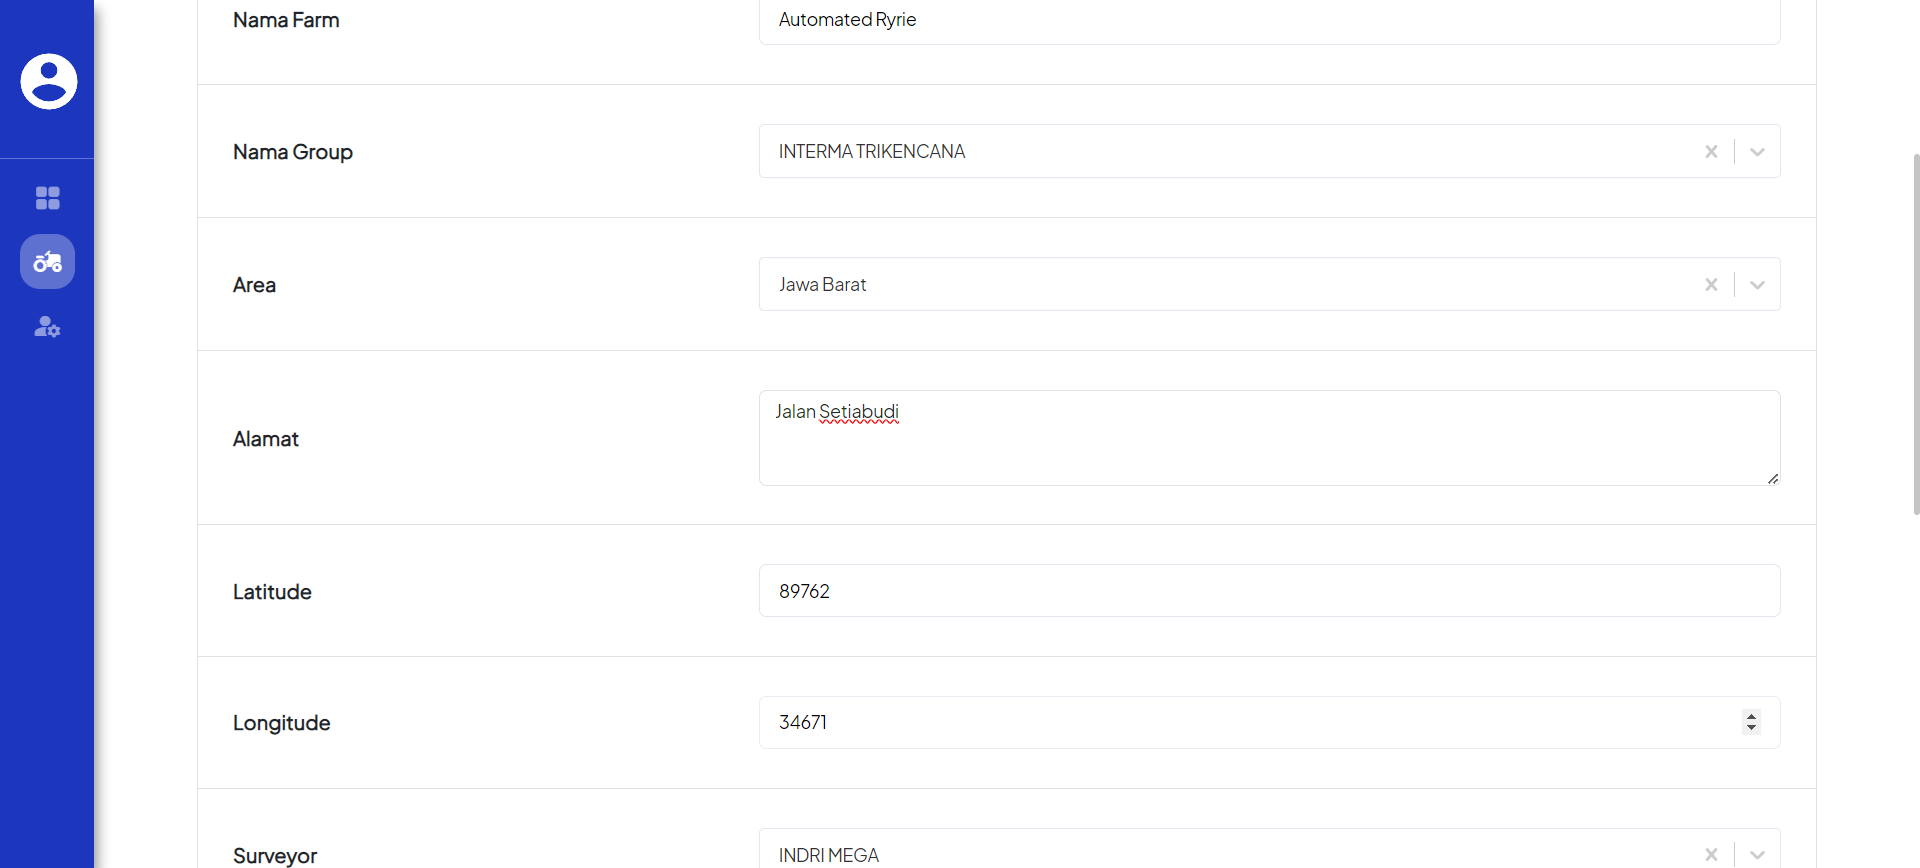 Nama Farm
Automated Ryrie
Nama Group
INTERMA TRIKENCANA
Area
Jawa Barat
Alamat
Jalan Setiabudi
Latitude
89762
Longitude
34671
Surveyor
INDRI MEGA